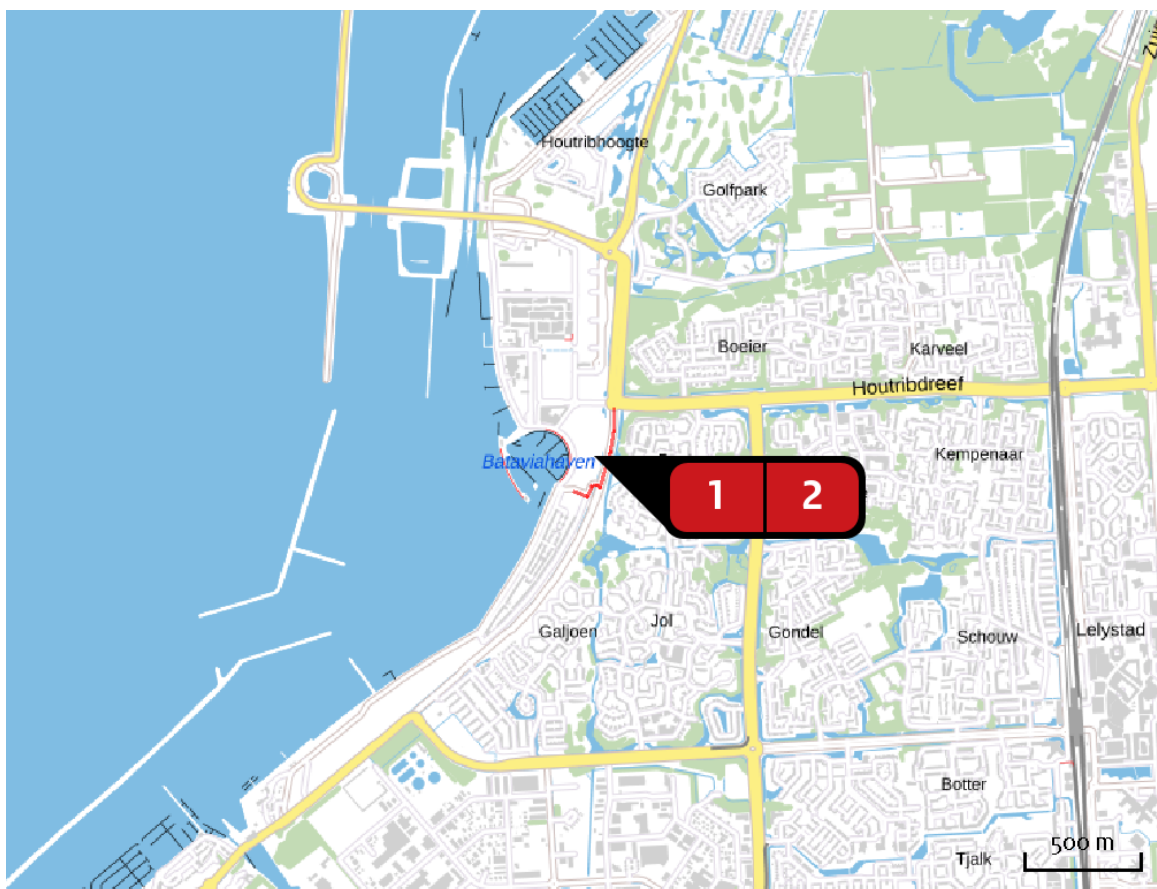 Houtribhoogte
Golfpark
Boeier
Karveel
Houtribdreef
Kempenaar
Bataviahaven
1
2
Jol
Galjoen
Gondel
Schouw
Lelystad
Botter
Tjalk
500 m